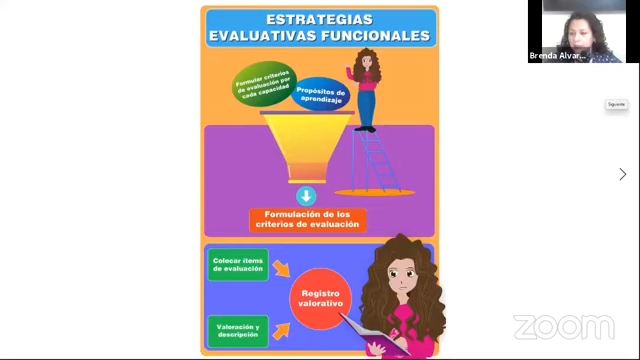 ESTRATEGIAS
EVALUATIVAS FUNCIONALES
Brenda Alvar...
Formular criterios
de evaluación por
cada capacidad
Propósitos de
aprendizaje
Siguiente
Formulación de los
criterios de evaluación
Colocar ítems
de evaluación
Registro
valorativo
Valoración y
descripción
zoom